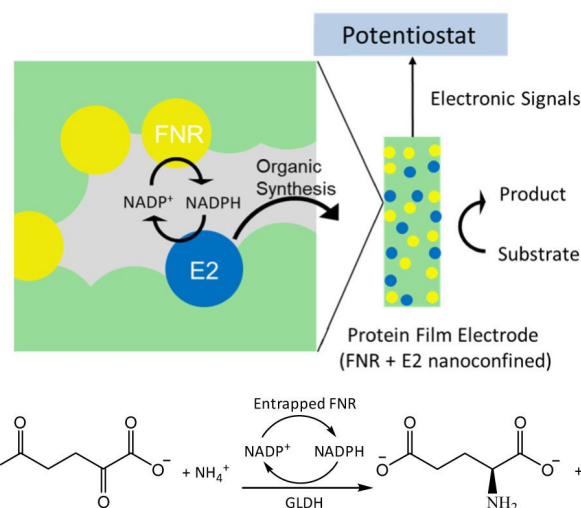 Potentiostat
Electronic Signals
FNR
Organic
Synthesis
NADP⁺ NADPH
E2
Product
Substrate
Protein Film Electrode
(FNR + E2 nanoconfined)
Entrapped FNR
NADP⁺ NADPH
O O O⁻ O + NH₄⁺
GLDH
⁻O O O O⁻ NH₂ +